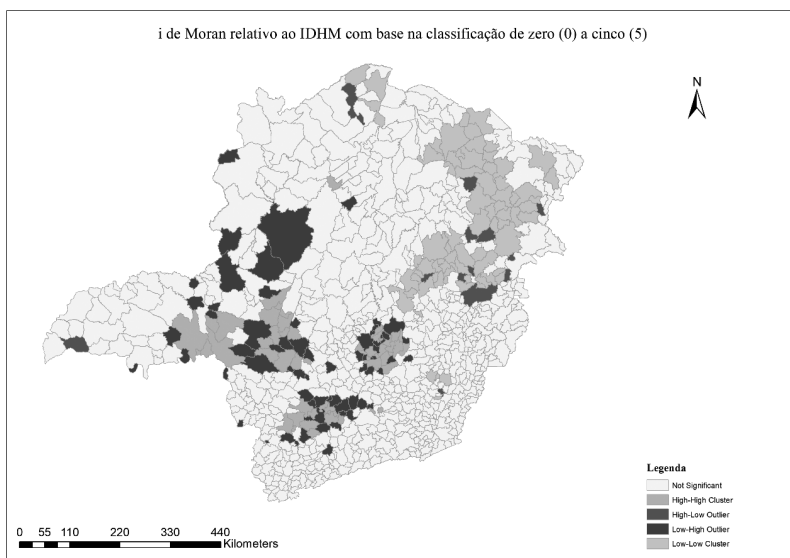 i de Moran relativo ao IDHM com base na classificação de zero (0) a cinco (5)
N
Legenda
Not Significant
High-High Cluster
High-Low Outlier
Low-High Outlier
Low-Low Cluster
0 55 110 220 330 440
Kilometers